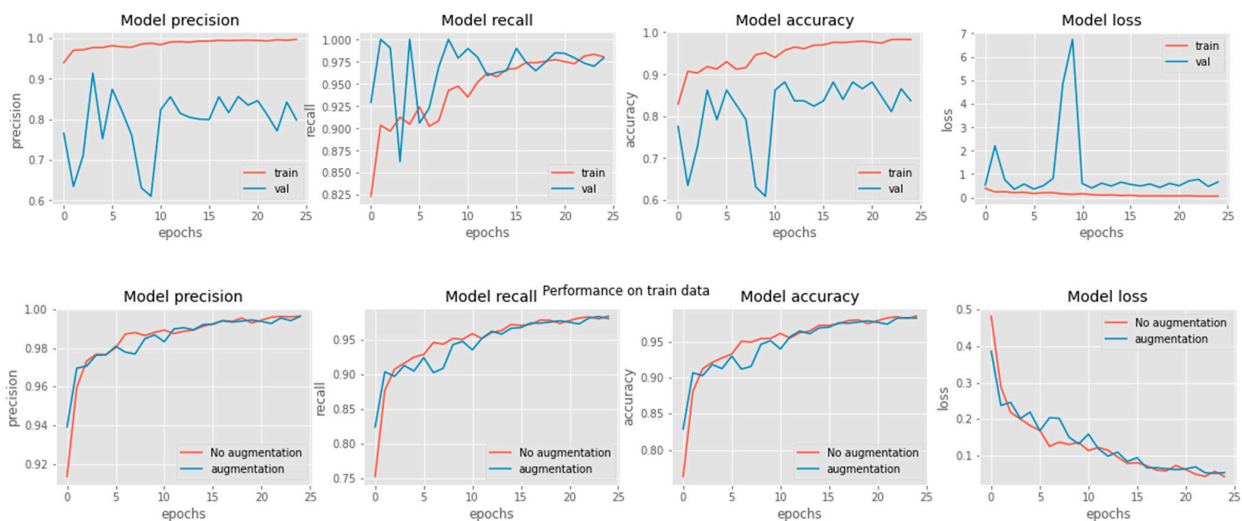 Model precision
precision
1.0
0.9
0.8
0.7
0.6
0
5
10
15
20
25
epochs
train
val
Model recall
recall
1.000
0.975
0.950
0.925
0.900
0.875
0.850
0.825
0
5
10
15
20
25
epochs
train
val
Model accuracy
accuracy
1.0
0.9
0.8
0.7
0.6
0
5
10
15
20
25
epochs
train
val
Model loss
loss
7
6
5
4
3
2
1
0
0
5
10
15
20
25
epochs
train
val
Performance on train data
Model precision
precision
1.00
0.98
0.96
0.94
0.92
0
5
10
15
20
25
epochs
No augmentation
augmentation
Model recall
recall
0.95
0.90
0.85
0.80
0.75
0
5
10
15
20
25
epochs
No augmentation
augmentation
Model accuracy
accuracy
0.95
0.90
0.85
0.80
0
5
10
15
20
25
epochs
No augmentation
augmentation
Model loss
loss
0.5
0.4
0.3
0.2
0.1
0
5
10
15
20
25
epochs
No augmentation
augmentation